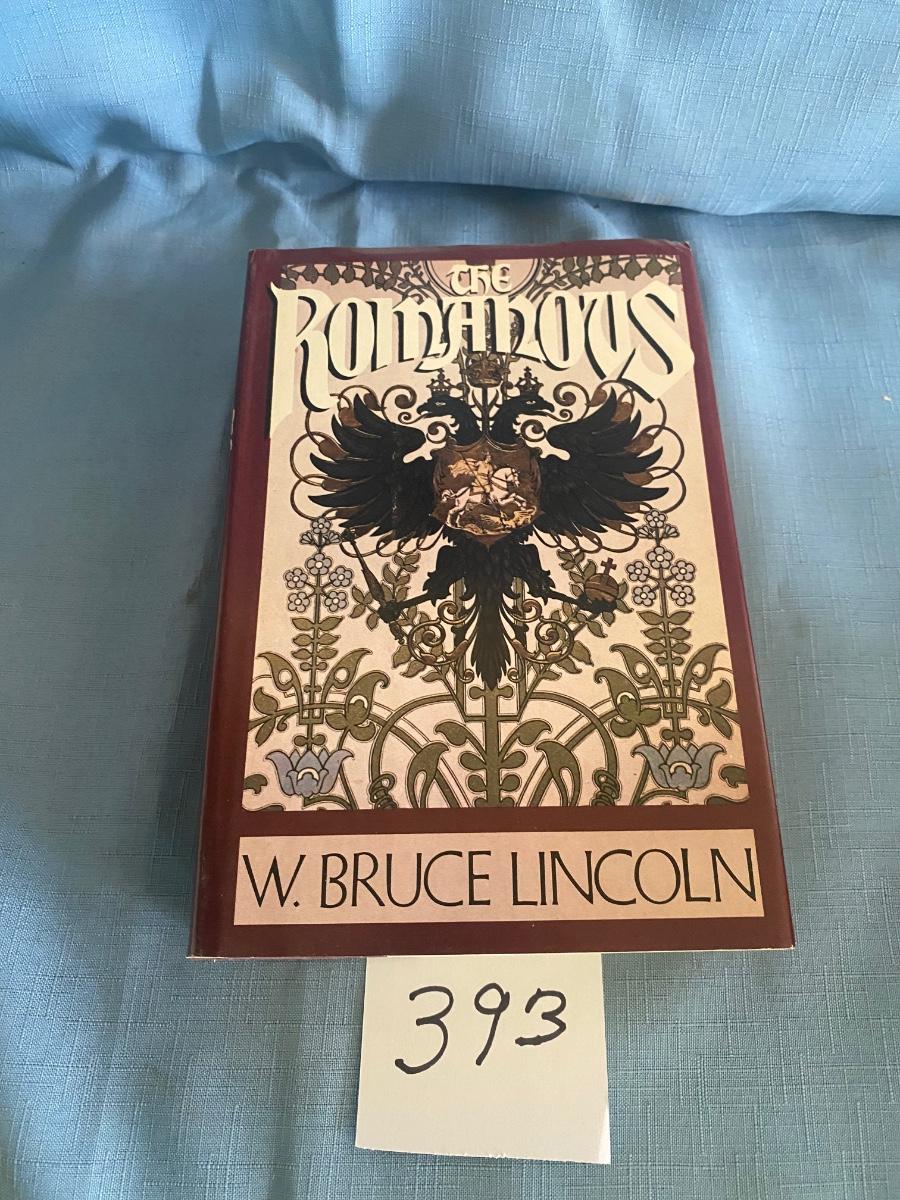 THE
ROMANOVS
W. BRUCE LINCOLN
393